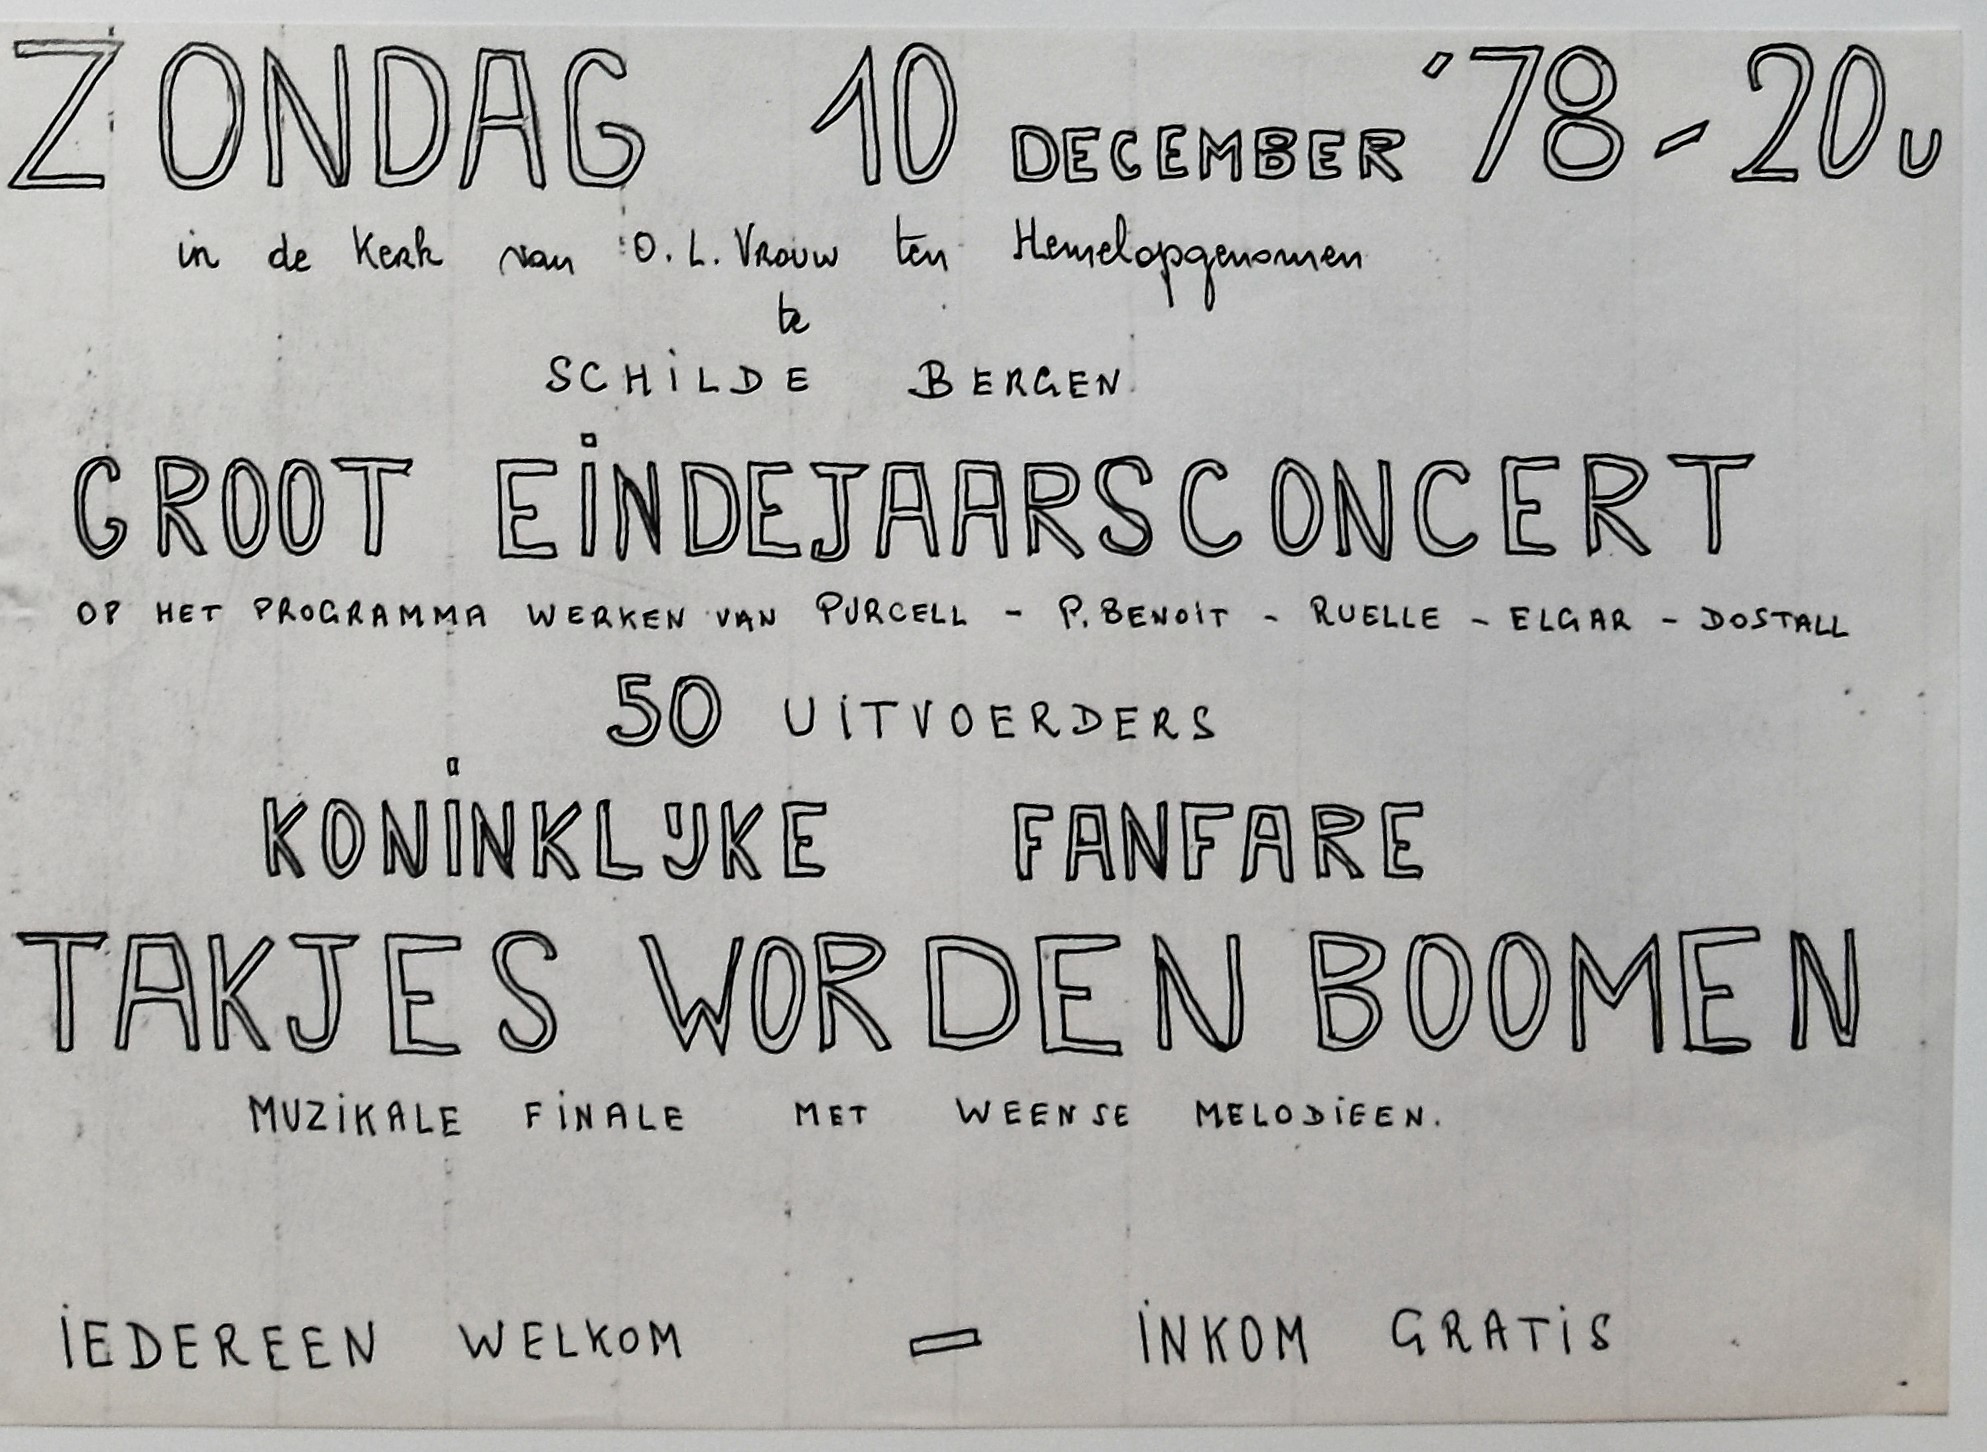 ZONDAG 10 DECEMBER '78 - 20u
in de Kerk van O.L. Vrouw ten Hemelopgenomen
te
SCHILDE BERGEN.
GROOT EINDEJAARSCONCERT
OP HET PROGRAMMA WERKEN VAN PURCELL - P. BENOIT - RUELLE - ELGAR - DOSTALL
50 UITVOERDERS
KONINKLIJKE FANFARE
TAKJES WORDEN BOOMEN
MUZIKALE FINALE MET WEENSE MELODIEEN.
IEDEREEN WELKOM - INKOM GRATIS